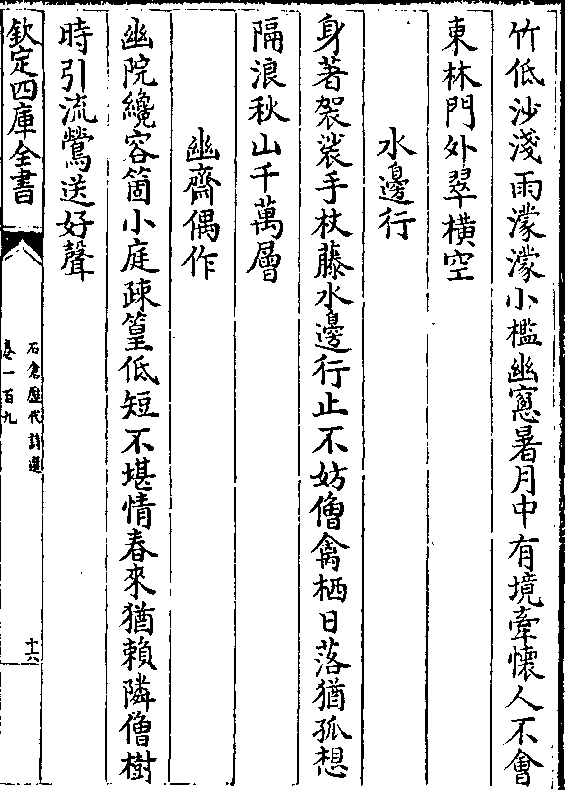 竹低沙淺雨濛濛小檻幽窻暑月中有境牽懷人不會
東林門外翠橫空
水邊行
身著袈裟手杖藤水邊行止不妨僧禽栖日落猶孤想
隔浪秋山千萬層
幽齋偶作
幽院纔容箇小庭疎篁低短不堪情春來猶賴隣僧樹
時引流鶯送好聲
欽定四庫全書
石倉歷代詩選
卷一百九
十六